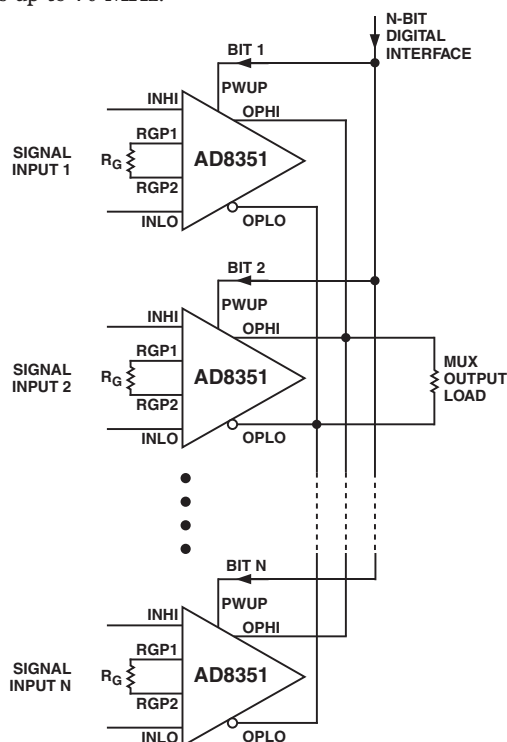 N-BIT
DIGITAL
INTERFACE
BIT 1
PWUP
INHI
OPHI
RGP1
SIGNAL
INPUT 1
RG
AD8351
RGP2
INLO
OPLO
BIT 2
PWUP
INHI
OPHI
RGP1
SIGNAL
INPUT 2
RG
AD8351
MUX
OUTPUT
LOAD
RGP2
INLO
OPLO
BIT N
PWUP
INHI
OPHI
RGP1
SIGNAL
INPUT N
RG
AD8351
RGP2
INLO
OPLO